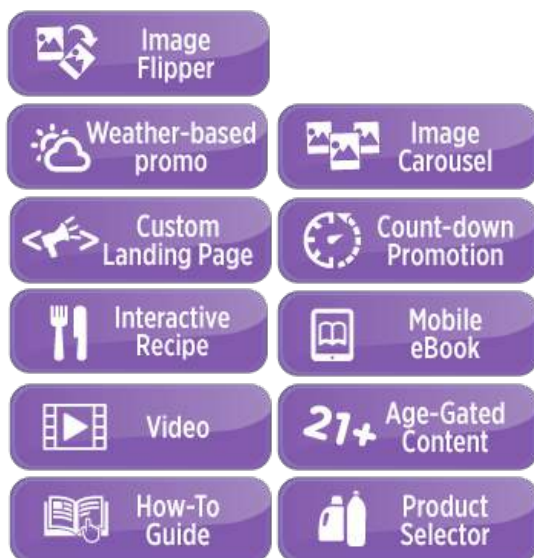 Image
Flipper
Weather-based
promo
Image
Carousel
Custom
Landing Page
Count-down
Promotion
Interactive
Recipe
Mobile
eBook
Video
21+
Age-Gated
Content
How-To
Guide
Product
Selector